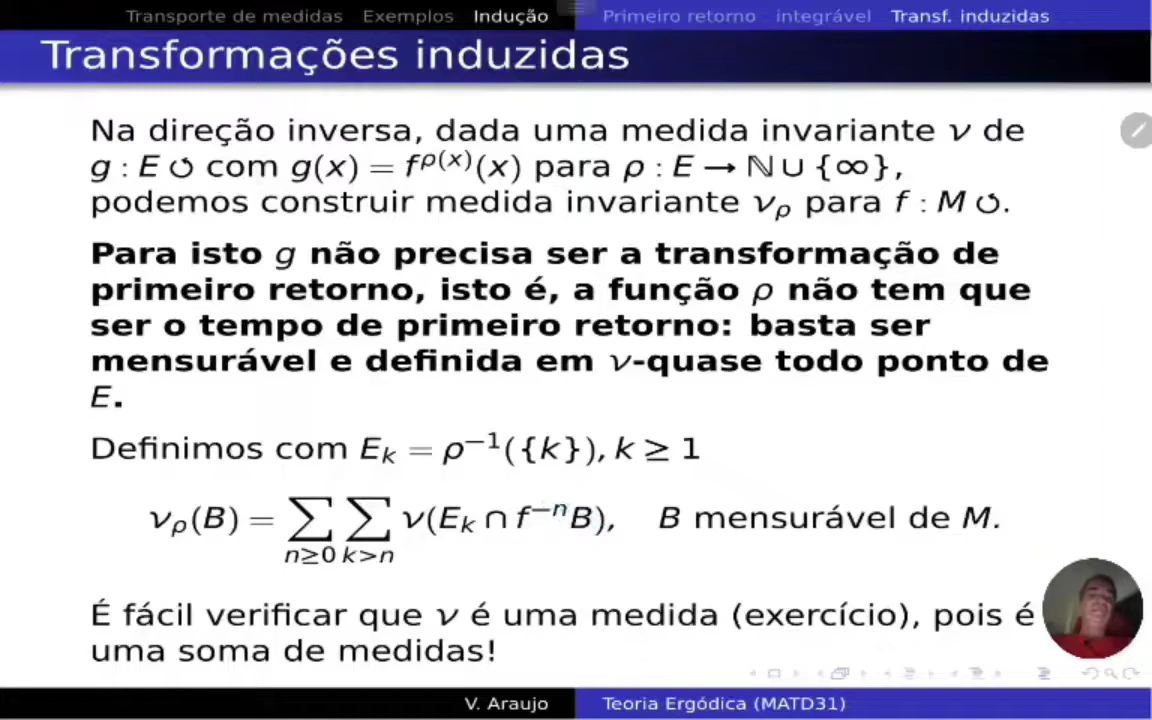 Transporte de medidas Exemplos Indução Primeiro retorno integrável Transf. induzidas
Transformações induzidas
Na direção inversa, dada uma medida invariante ν de
g : E ↺ com g(x) = f^{ρ(x)}(x) para ρ : E → ℕ ∪ {∞},
podemos construir medida invariante ν_ρ para f : M ↺.
Para isto g não precisa ser a transformação de
primeiro retorno, isto é, a função ρ não tem que
ser o tempo de primeiro retorno: basta ser
mensurável e definida em ν-quase todo ponto de
E.
Definimos com E_k = ρ^{−1}({k}), k ≥ 1
ν_ρ(B) = ∑_{n≥0} ∑_{k>n} ν(E_k ∩ f^{−n}B), B mensurável de M.
É fácil verificar que ν é uma medida (exercício), pois é
uma soma de medidas!
V. Araujo Teoria Ergódica (MATD31)